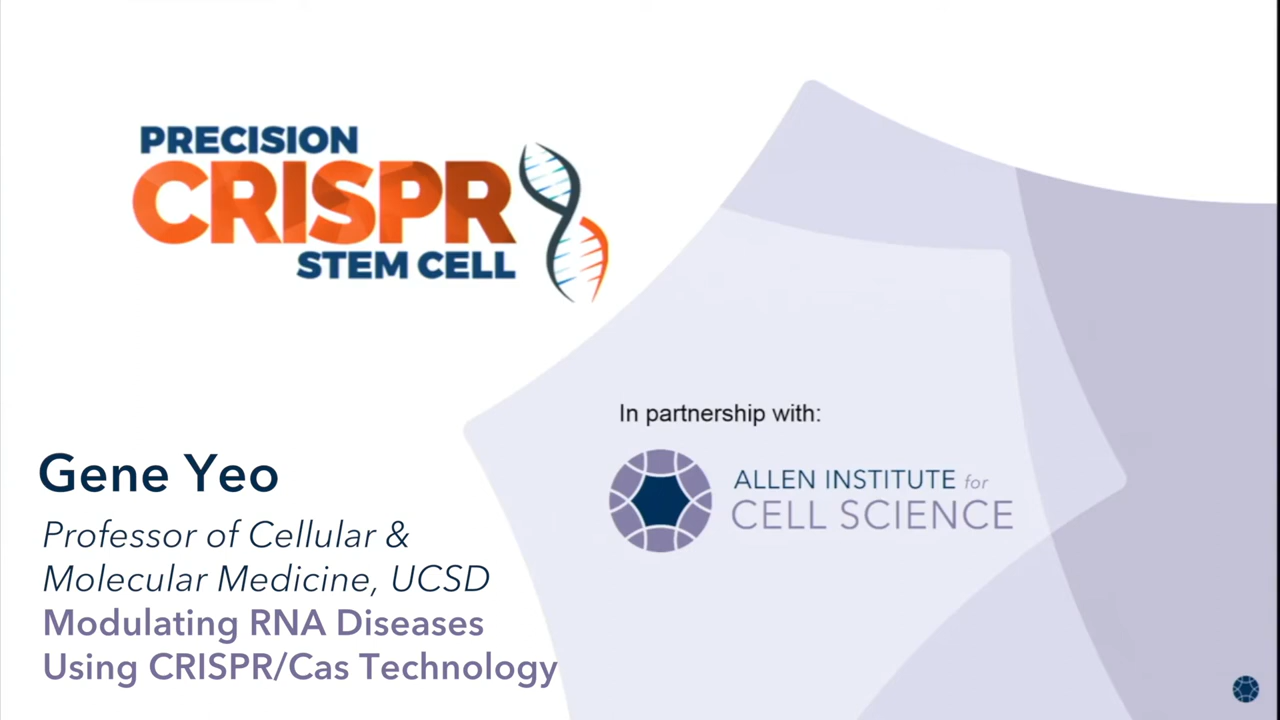 PRECISION
CRISPR
STEM CELL
In partnership with:
ALLEN INSTITUTE for
CELL SCIENCE
Gene Yeo
Professor of Cellular &
Molecular Medicine, UCSD
Modulating RNA Diseases
Using CRISPR/Cas Technology